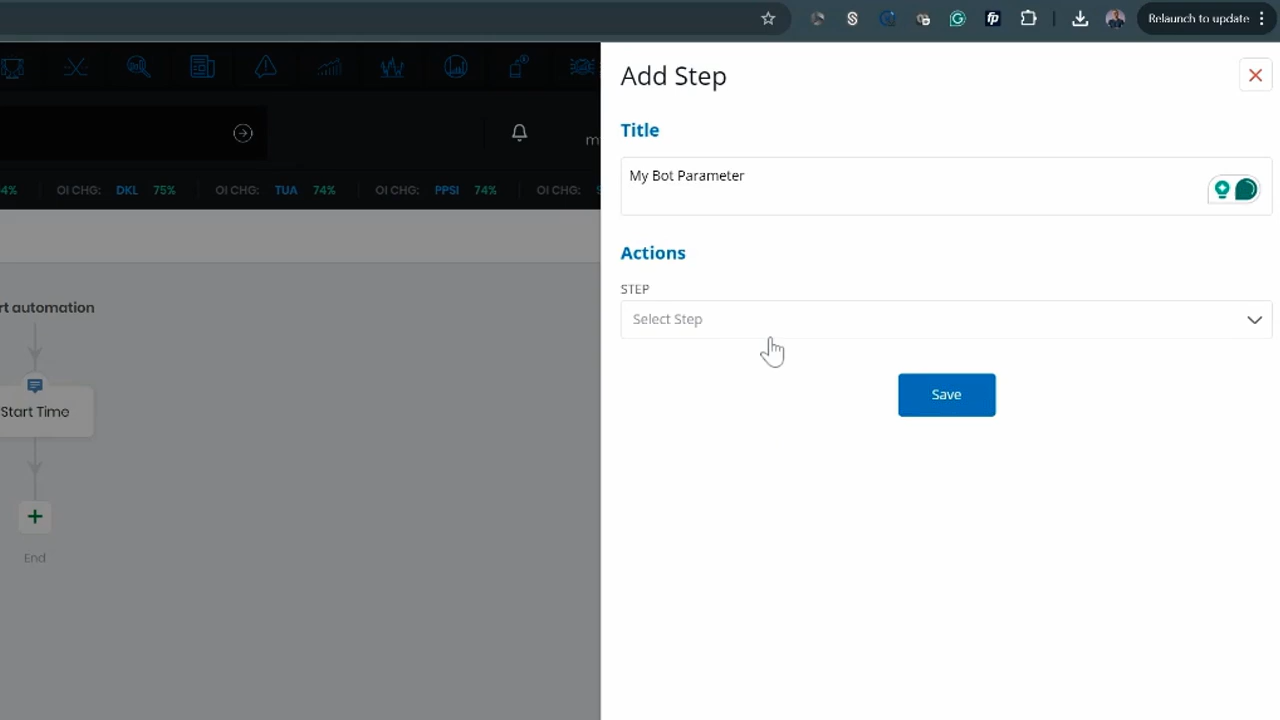 Relaunch to update
Add Step
Title
My Bot Parameter
Actions
STEP
Select Step
Save
4% OI CHG: DKL 75% OI CHG: TUA 74% OI CHG: PPSI 74% OI CHG:
rt automation
Start Time
End